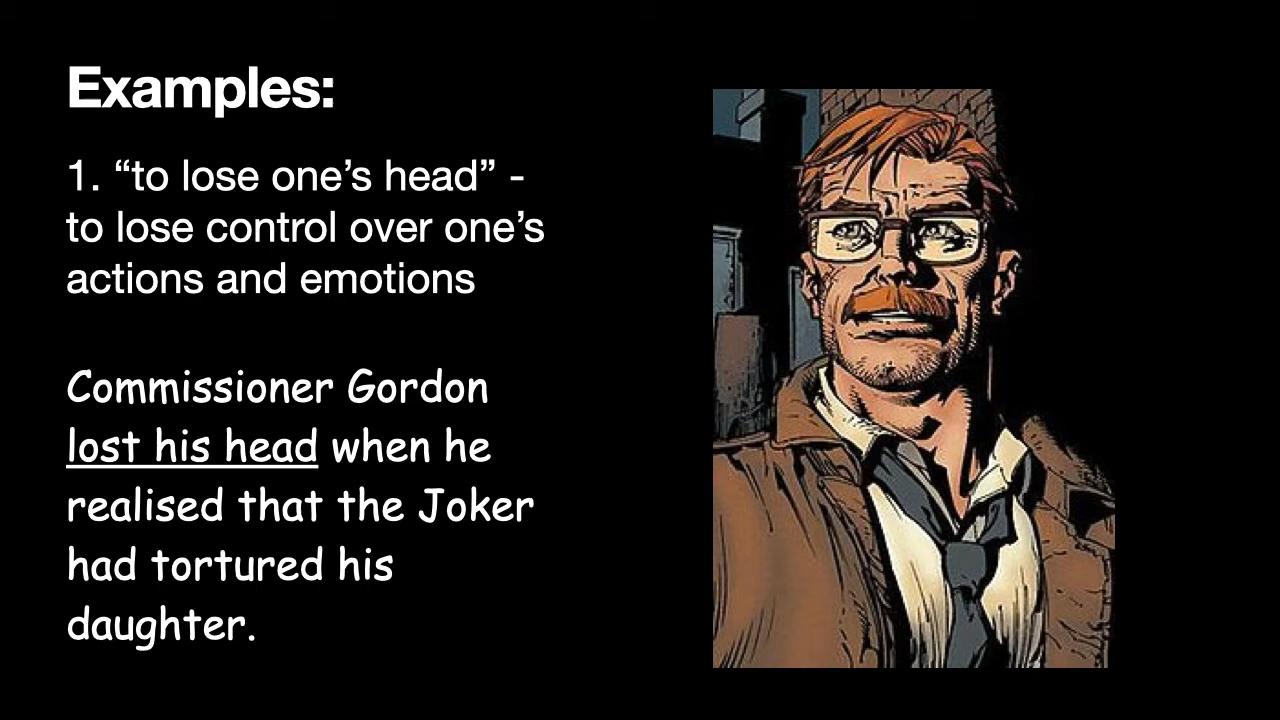 Examples:
1. “to lose one’s head” -
to lose control over one’s
actions and emotions
Commissioner Gordon
lost his head when he
realised that the Joker
had tortured his
daughter.